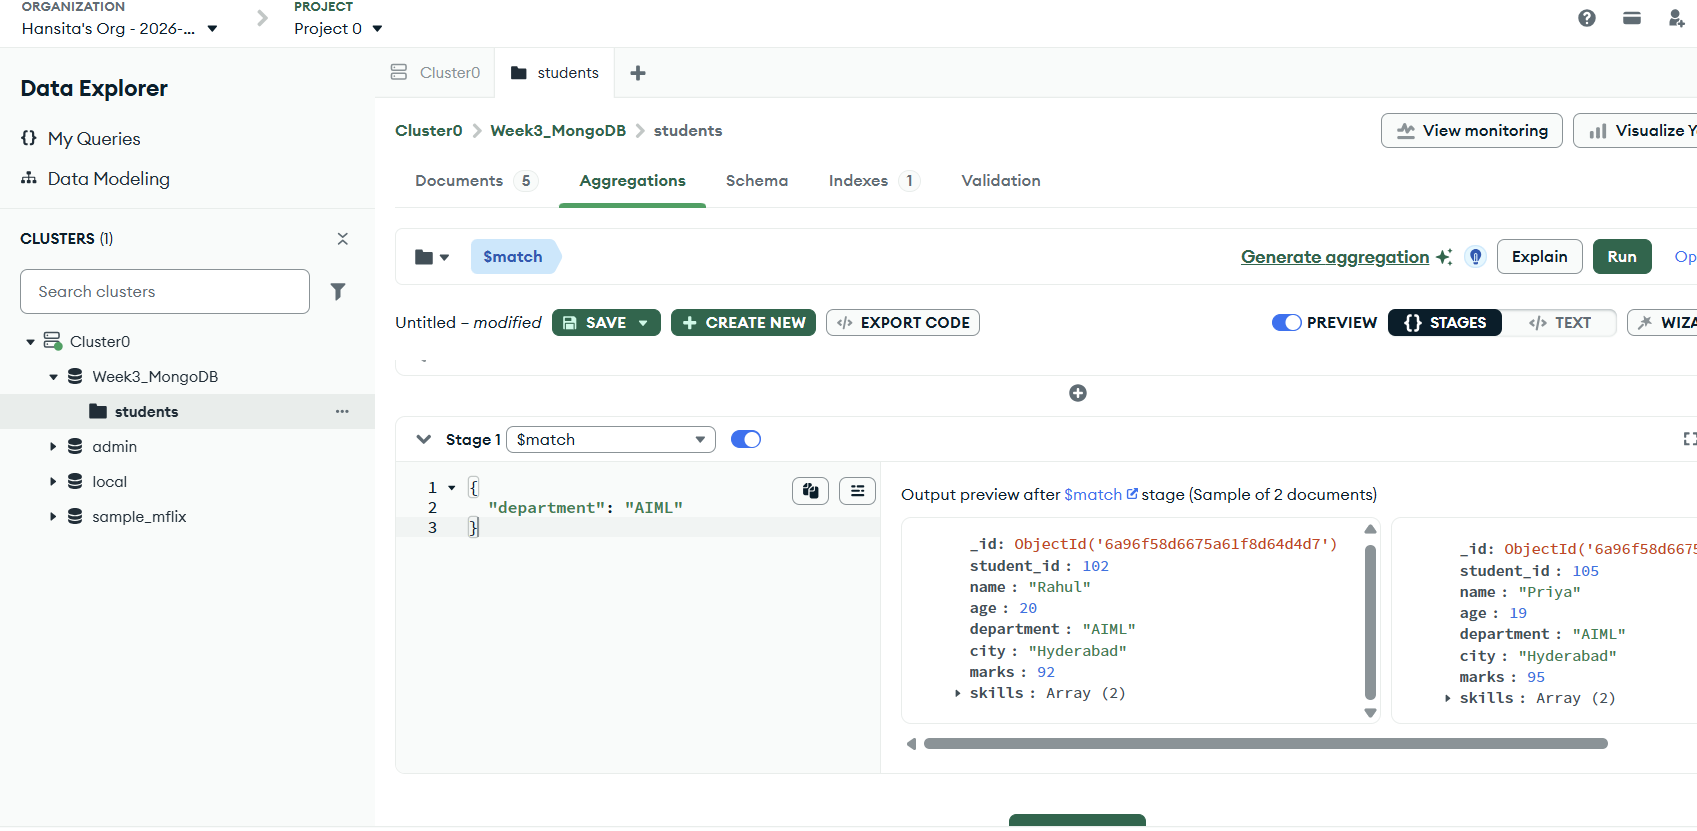 ORGANIZATION
Hansita's Org - 2026-...
PROJECT
Project 0
Data Explorer
My Queries
Data Modeling
CLUSTERS (1)
Search clusters
Cluster0
Week3_MongoDB
students
admin
local
sample_mflix
Cluster0
students
Cluster0 > Week3_MongoDB > students
View monitoring
Visualize Y
Documents 5
Aggregations
Schema
Indexes 1
Validation
$match
Generate aggregation
Explain
Run
Op
Untitled – modified
SAVE
CREATE NEW
</> EXPORT CODE
PREVIEW
{} STAGES
</> TEXT
WIZA
Stage 1 $match
1 {
2 "department": "AIML"
3 }
Output preview after $match stage (Sample of 2 documents)
_id: ObjectId('6a96f58d6675a61f8d64d4d7')
student_id : 102
name : "Rahul"
age : 20
department : "AIML"
city : "Hyderabad"
marks : 92
skills : Array (2)
_id: ObjectId('6a96f58d6675
student_id : 105
name : "Priya"
age : 19
department : "AIML"
city : "Hyderabad"
marks : 95
skills : Array (2)